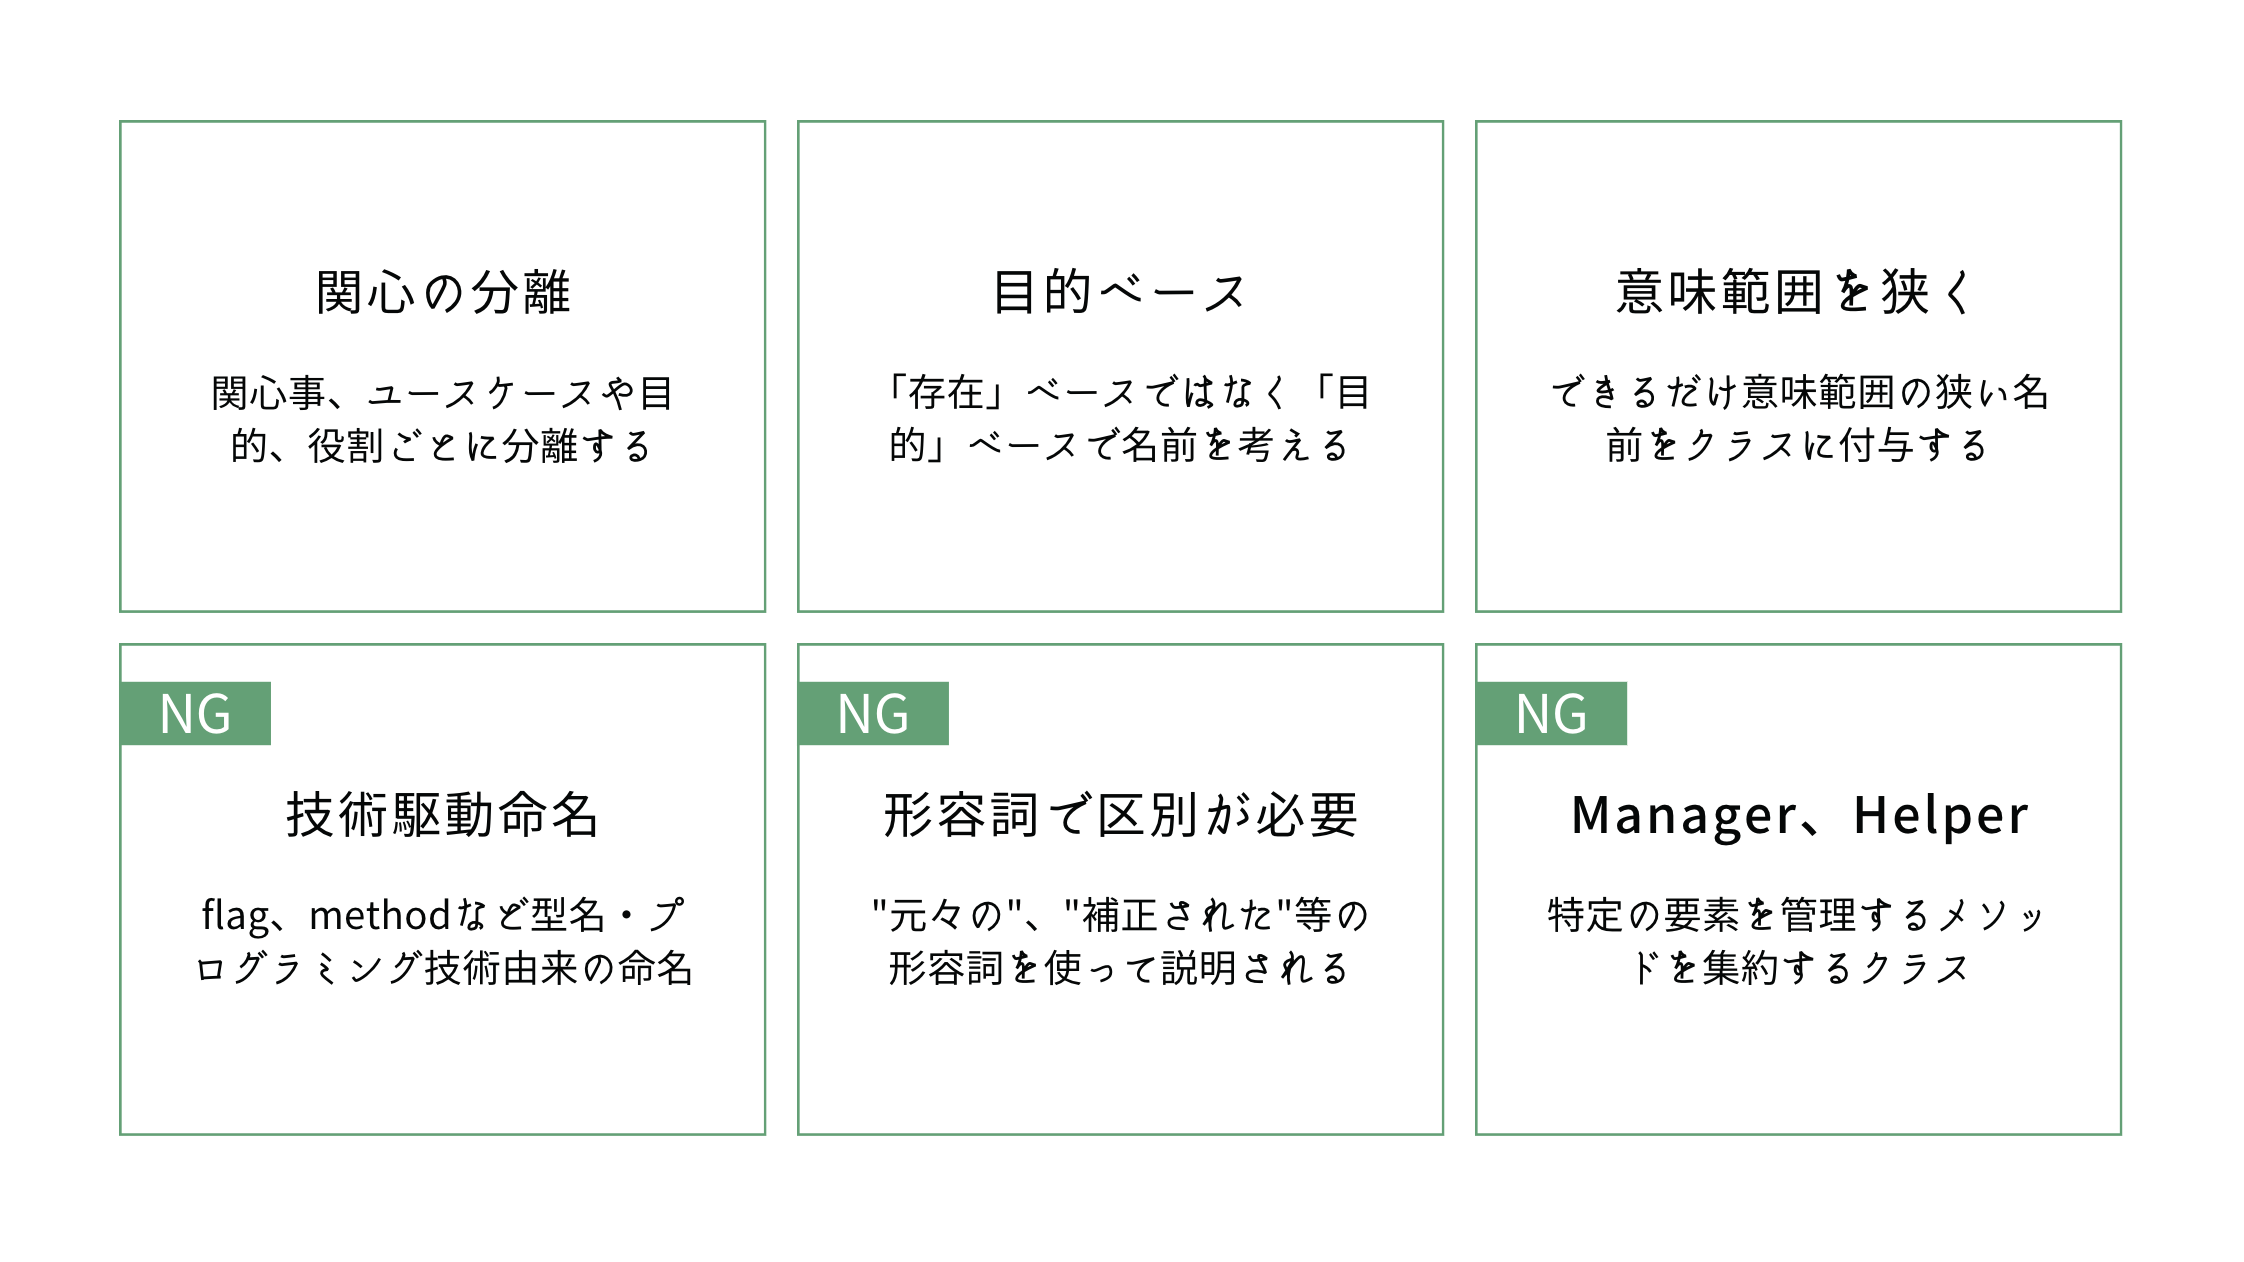 関心の分離
関心事、ユースケースや目
的、役割ごとに分離する
目的ベース
「存在」ベースではなく「目
的」ベースで名前を考える
意味範囲を狭く
できるだけ意味範囲の狭い名
前をクラスに付与する
NG
技術駆動命名
flag、methodなど型名・プ
ログラミング技術由来の命名
NG
形容詞で区別が必要
"元々の"、"補正された"等の
形容詞を使って説明される
NG
Manager、Helper
特定の要素を管理するメソッ
ドを集約するクラス